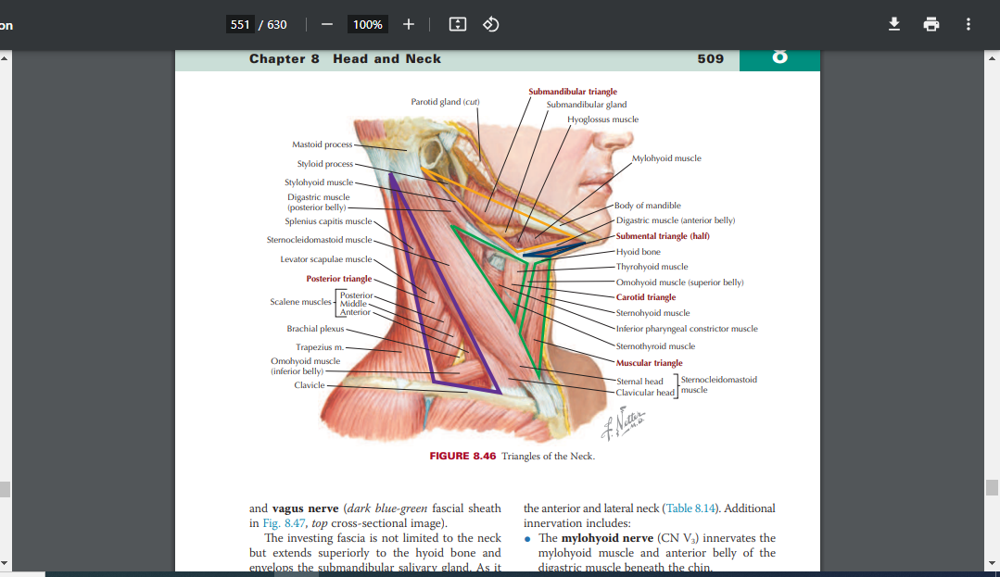 on
551 / 630
100%
Chapter 8 Head and Neck
509
8
Submandibular triangle
Parotid gland (cut)
Submandibular gland
Hyoglossus muscle
Mastoid process
Mylohyoid muscle
Styloid process
Stylohyoid muscle
Digastric muscle
(posterior belly)
Body of mandible
Splenius capitis muscle
Digastric muscle (anterior belly)
Sternocleidomastoid muscle
Submental triangle (half)
Hyoid bone
Levator scapulae muscle
Thyrohyoid muscle
Posterior triangle
Omohyoid muscle (superior belly)
Scalene muscles
Posterior
Middle
Anterior
Carotid triangle
Sternohyoid muscle
Brachial plexus
Inferior pharyngeal constrictor muscle
Trapezius m.
Sternothyroid muscle
Omohyoid muscle
(inferior belly)
Muscular triangle
Clavicle
Sternal head
Clavicular head
Sternocleidomastoid
muscle
F. Netter
M.D.
FIGURE 8.46 Triangles of the Neck.
and vagus nerve (dark blue-green fascial sheath
in Fig. 8.47, top cross-sectional image).
The investing fascia is not limited to the neck
but extends superiorly to the hyoid bone and
envelops the submandibular salivary gland. As it
the anterior and lateral neck (Table 8.14). Additional
innervation includes:
• The mylohyoid nerve (CN V₃) innervates the
mylohyoid muscle and anterior belly of the
digastric muscle beneath the chin.